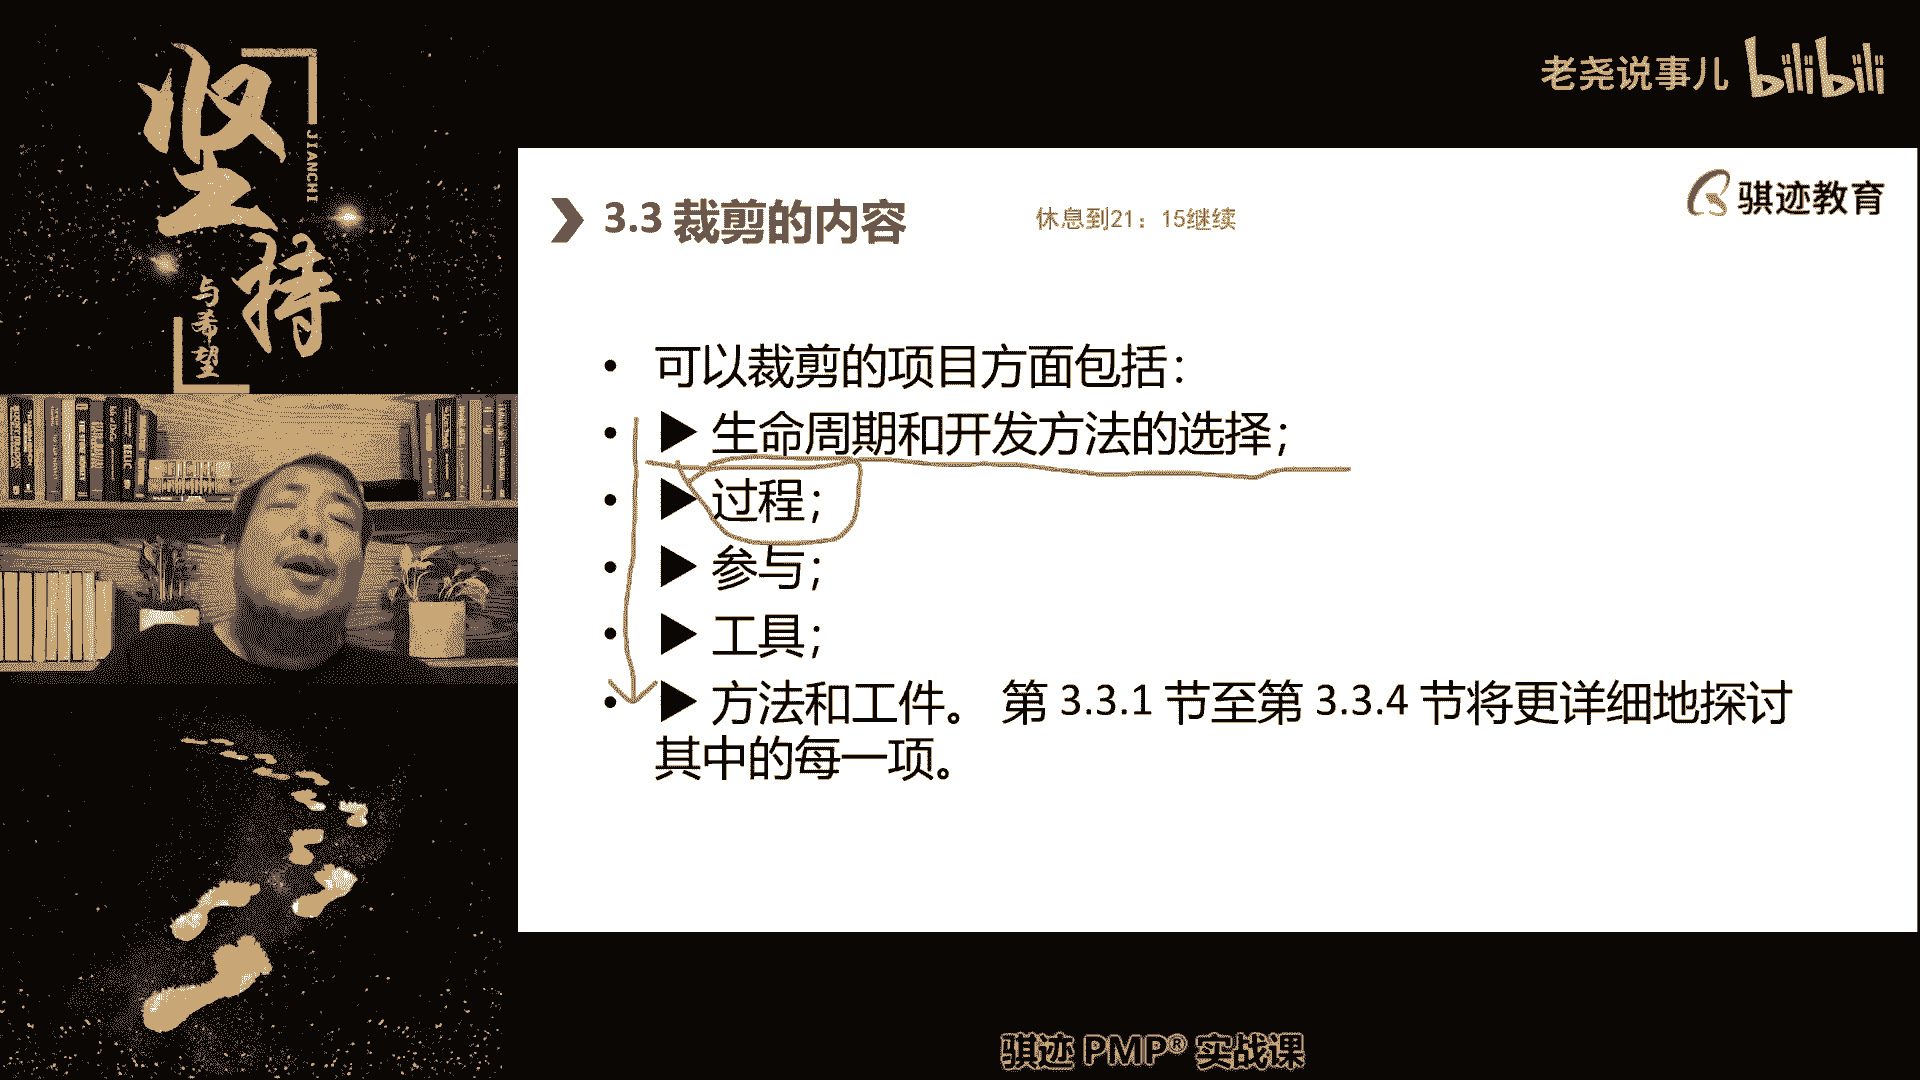 坚持
JIANCHI
与希望
老尧说事儿 bilibili
骐迹教育
3.3 裁剪的内容
休息到21：15继续
• 可以裁剪的项目方面包括：
• ▶ 生命周期和开发方法的选择；
• ▶ 过程；
• ▶ 参与；
• ▶ 工具；
• ▶ 方法和工件。 第 3.3.1 节至第 3.3.4 节将更详细地探讨
其中的每一项。
骐迹 PMP® 实战课